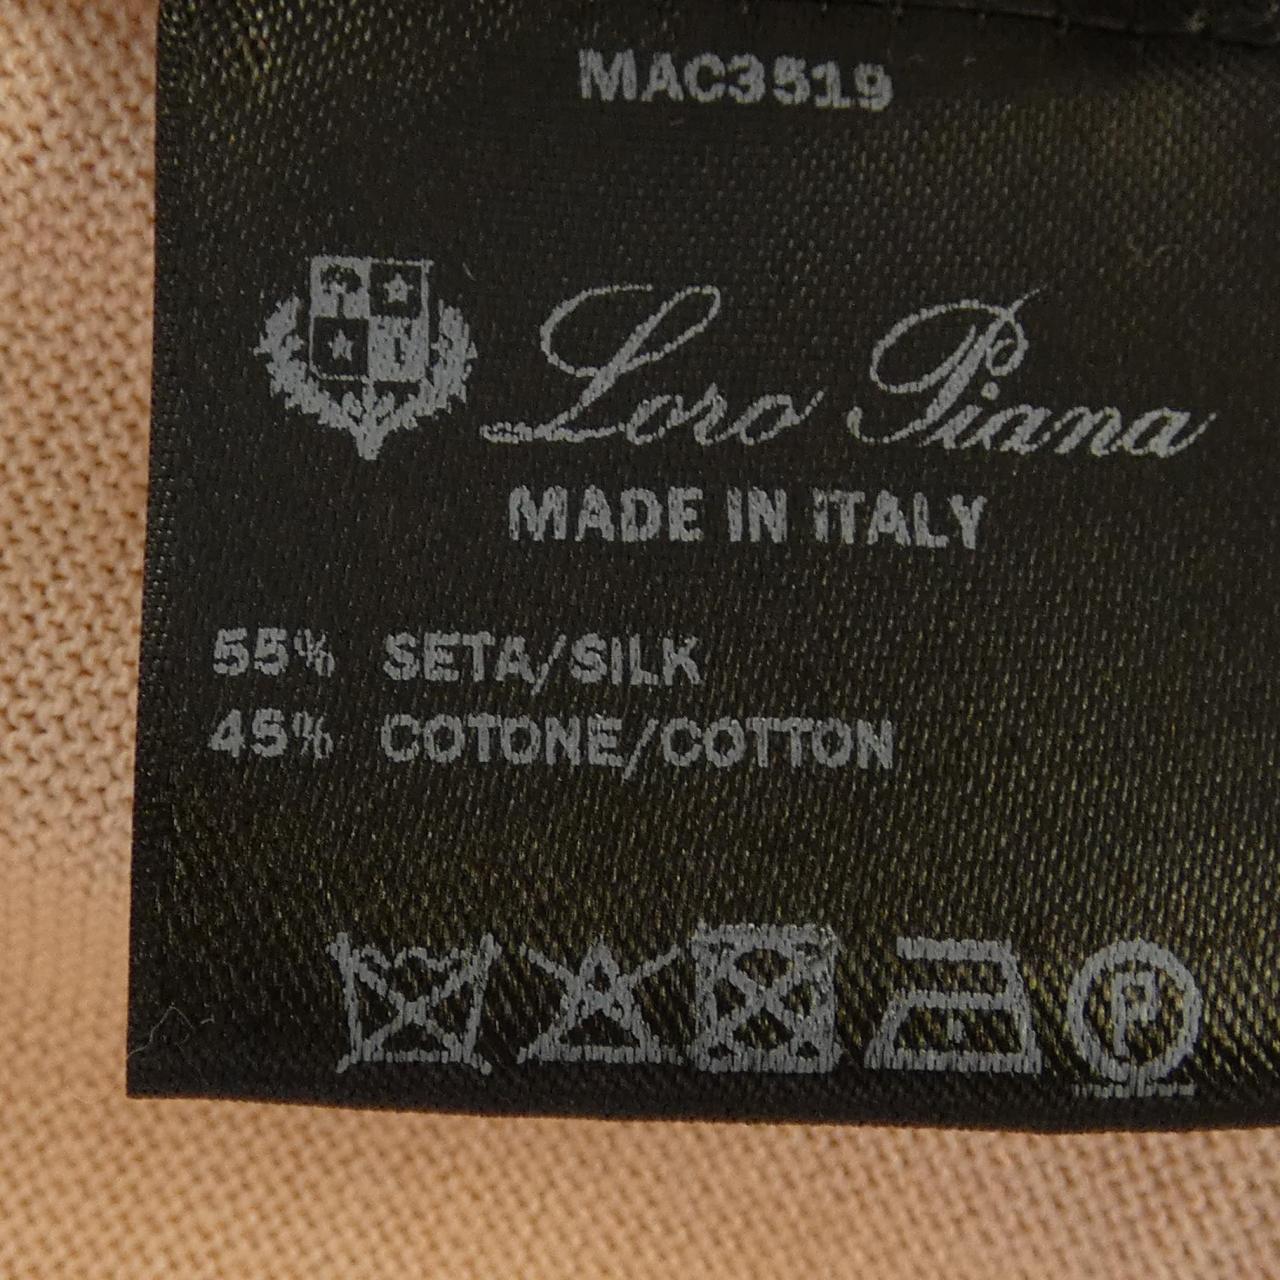 MAC3519
Loro Piana
MADE IN ITALY
55% SETA/SILK
45% COTONE/COTTON
P